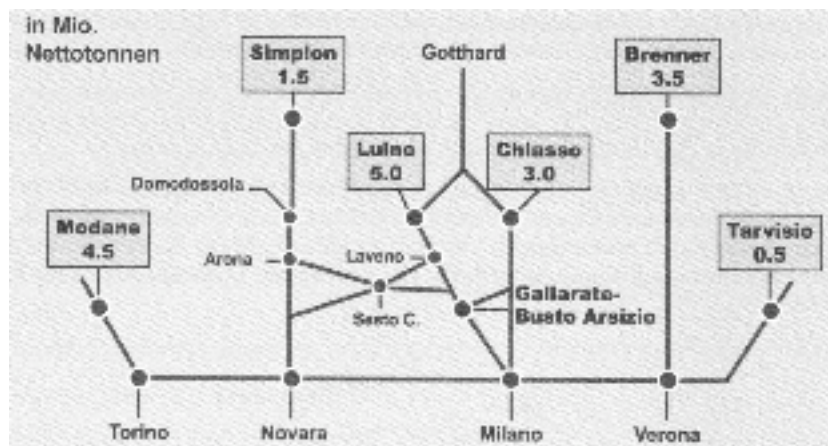 in Mio.
Nettotonnen
Simplon
1.5
Gotthard
Brenner
3.5
Luino
5.0
Chiasso
3.0
Domodossola
Modane
4.5
Arona
Laveno
Tarvisio
0.5
Sesto C.
Gallarate-
Busto Arsizio
Torino
Novara
Milano
Verona